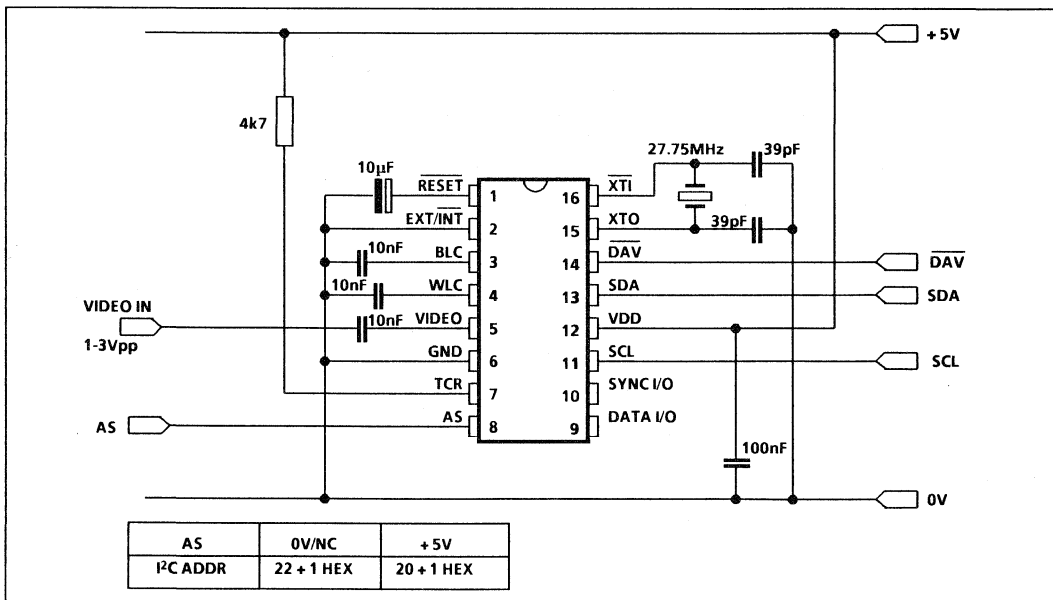 +5V
4k7
10µF
RESET
1
EXT/INT
2
10nF
BLC
3
10nF
WLC
4
VIDEO IN
1-3Vpp
10nF
VIDEO
5
GND
6
TCR
7
AS
AS
8
27.75MHz
39pF
XTI
16
XTO
15
39pF
DAV
14
DAV
SDA
13
SDA
VDD
12
SCL
11
SCL
SYNC I/O
10
DATA I/O
9
100nF
0V
AS 0V/NC +5V
I²C ADDR 22+1 HEX 20+1 HEX